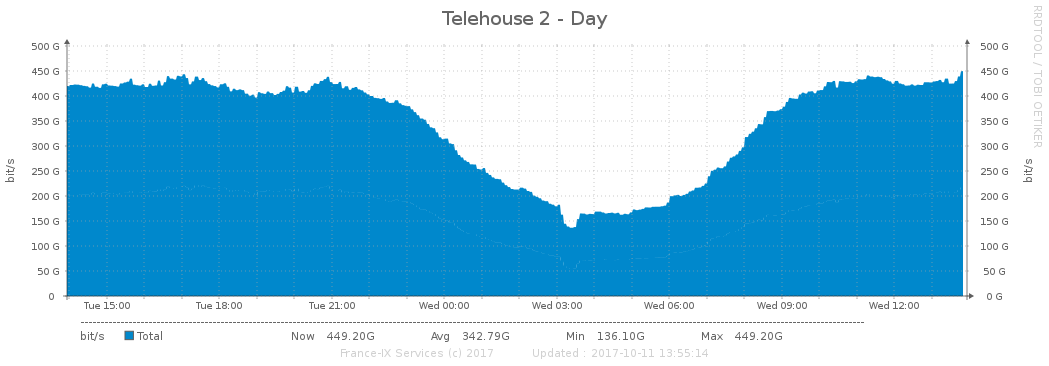 Telehouse 2 - Day
RRDTOOL / TOBI OETIKER
500 G 500 G
450 G 450 G
400 G 400 G
350 G 350 G
300 G 300 G
250 G 250 G
200 G 200 G
150 G 150 G
100 G 100 G
50 G 50 G
0 0 G
bit/s bit/s
Tue 15:00 Tue 18:00 Tue 21:00 Wed 00:00 Wed 03:00 Wed 06:00 Wed 09:00 Wed 12:00
bit/s Total Now 449.20G Avg 342.79G Min 136.10G Max 449.20G
France-IX Services (c) 2017 Updated : 2017-10-11 13:55:14